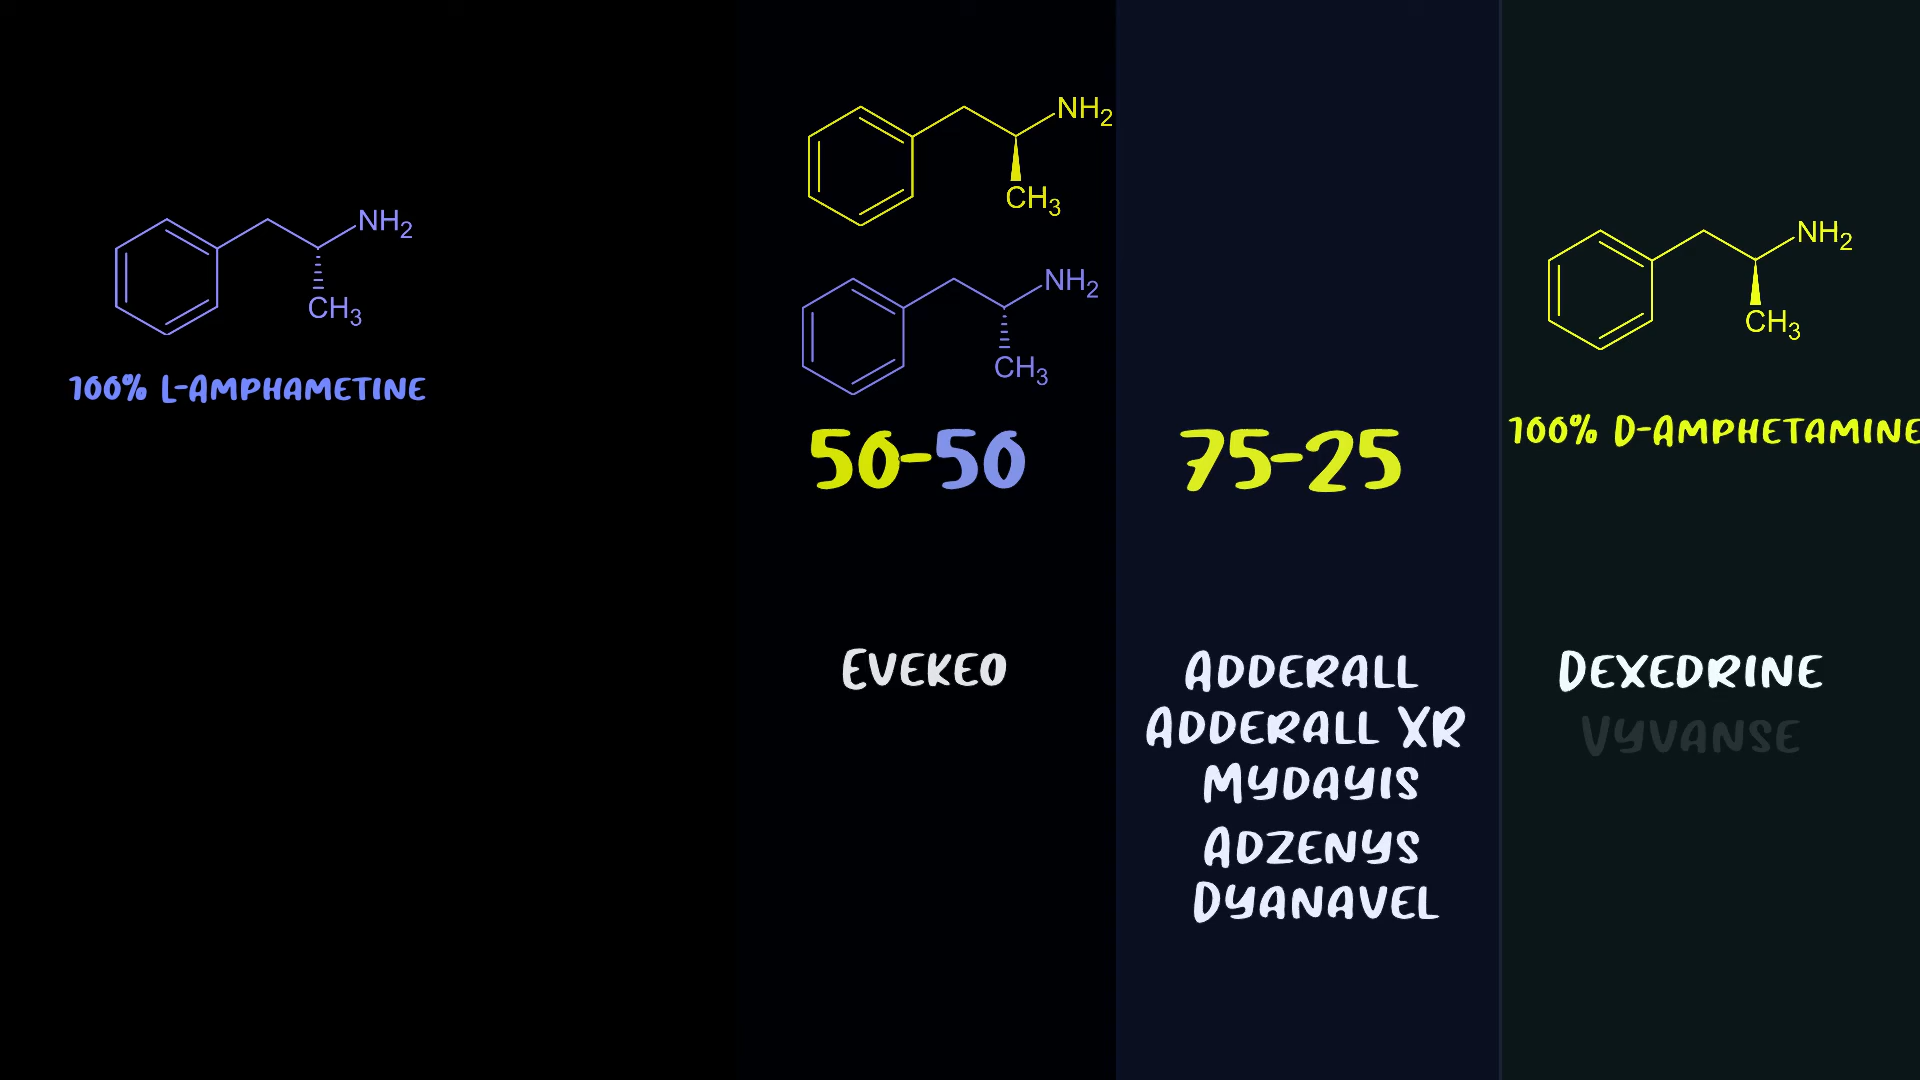 NH2
CH3
100% L-Amphametine
NH2
CH3
NH2
CH3
50-50
Evekeo
75-25
Adderall
Adderall XR
Mydayis
Adzenys
Dyanavel
NH2
CH3
100% D-Amphetamine
Dexedrine
Vyvanse